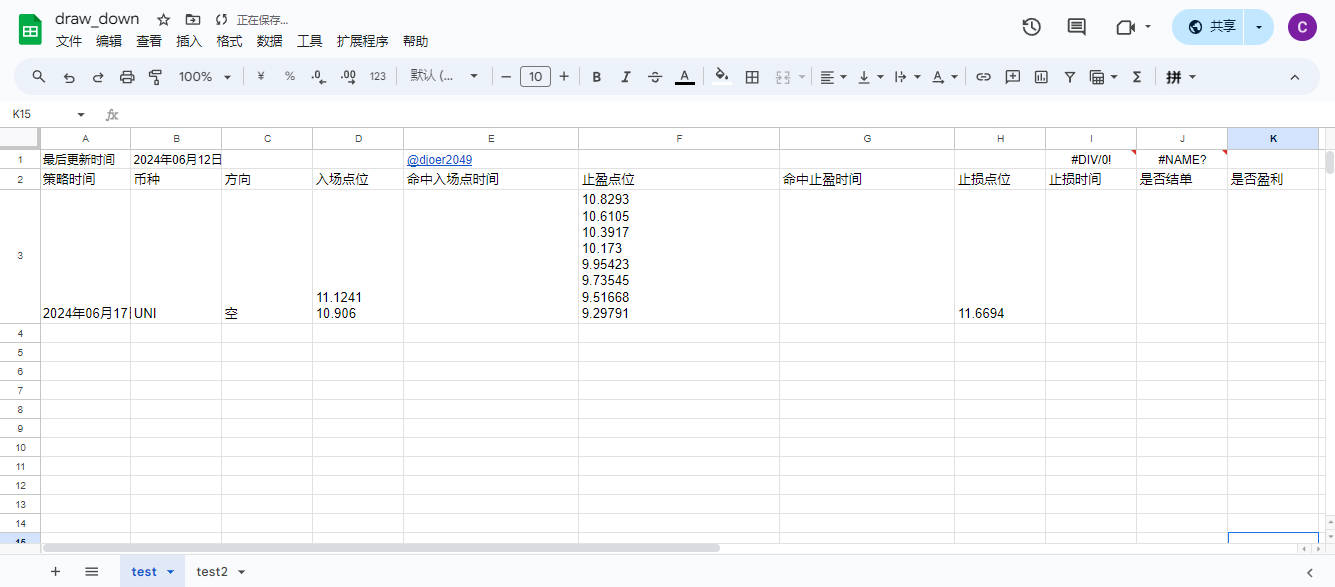 draw_down 正在保存...
文件 编辑 查看 插入 格式 数据 工具 扩展程序 帮助
共享
C
100% ¥ % .0 .00 123 默认 (... 10 B I A Σ 拼
K15 fx
A B C D E F G H I J K
1 最后更新时间 2024年06月12日 @djoer2049 #DIV/0! #NAME?
2 策略时间 币种 方向 入场点位 命中入场点时间 止盈点位 命中止盈时间 止损点位 止损时间 是否结单 是否盈利
10.8293
10.6105
10.3917
3 10.173
9.95423
9.73545
11.1241 9.51668
2024年06月17 UNI 空 10.906 9.29791 11.6694
4
5
6
7
8
9
10
11
12
13
14
15
test test2